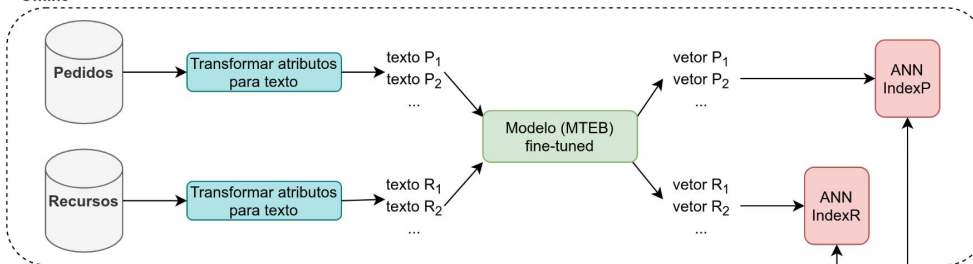 Pedidos
Transformar atributos
para texto
texto P1
texto P2
...
Modelo (MTEB)
fine-tuned
vetor P1
vetor P2
...
ANN
IndexP
Recursos
Transformar atributos
para texto
texto R1
texto R2
...
vetor R1
vetor R2
...
ANN
IndexR